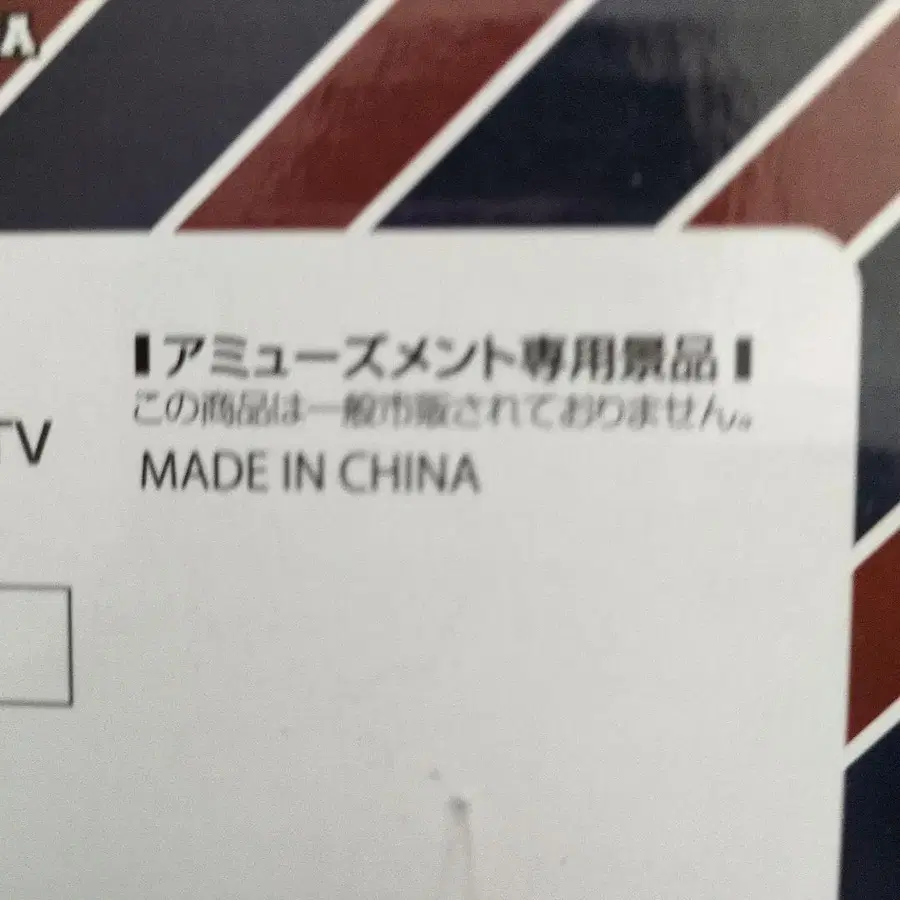 A
▮アミューズメント専用景品▮
この商品は一般市販されておりません。
TV
MADE IN CHINA